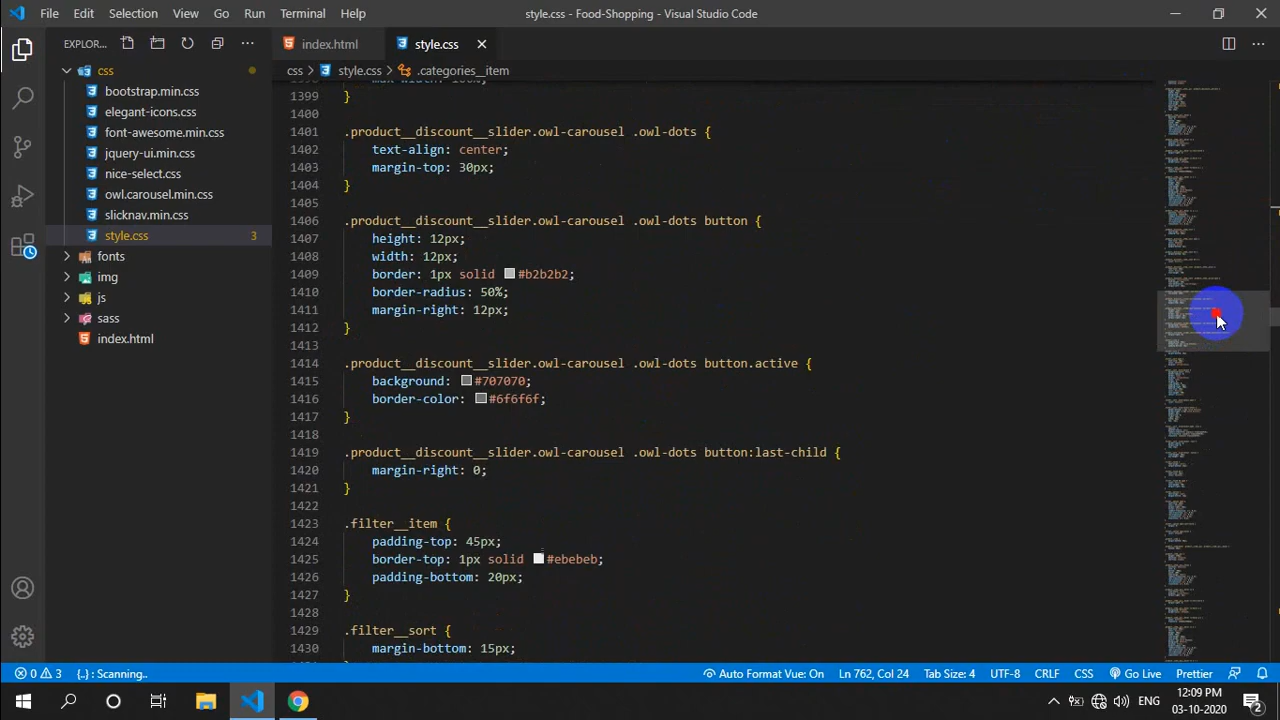 File Edit Selection View Go Run Terminal Help style.css - Food-Shopping - Visual Studio Code
EXPLOR… index.html style.css
css > style.css > .categories__item
css
bootstrap.min.css
elegant-icons.css
font-awesome.min.css
jquery-ui.min.css
nice-select.css
owl.carousel.min.css
slicknav.min.css
style.css 3
fonts
img
js
sass
index.html
1399 }
1400
1401 .product__discount__slider.owl-carousel .owl-dots {
1402 text-align: center;
1403 margin-top: 35px;
1404 }
1405
1406 .product__discount__slider.owl-carousel .owl-dots button {
1407 height: 12px;
1408 width: 12px;
1409 border: 1px solid #b2b2b2;
1410 border-radius: 50%;
1411 margin-right: 12px;
1412 }
1413
1414 .product__discount__slider.owl-carousel .owl-dots button.active {
1415 background: #707070;
1416 border-color: #6f6f6f;
1417 }
1418
1419 .product__discount__slider.owl-carousel .owl-dots button:last-child {
1420 margin-right: 0;
1421 }
1422
1423 .filter__item {
1424 padding-top: 45px;
1425 border-top: 1px solid #ebebeb;
1426 padding-bottom: 20px;
1427 }
1428
1429 .filter__sort {
1430 margin-bottom: 15px;
0 3 {.} : Scanning.. Auto Format Vue: On Ln 762, Col 24 Tab Size: 4 UTF-8 CRLF CSS Go Live Prettier
ENG 12:09 PM
03-10-2020 2